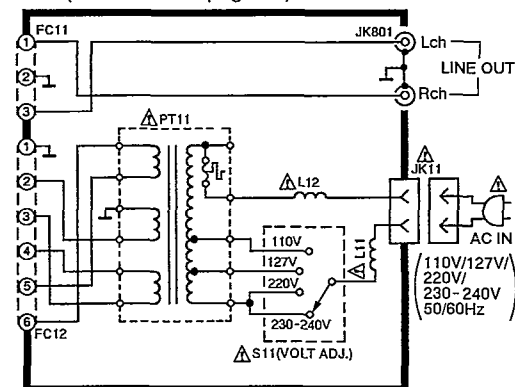 FC11
JK801
1
Lch
LINE OUT
2
Rch
3
⚠ PT11
1
⚠
JK11
2
⚠ L12
⚠
3
AC IN
110V
⚠ L11
4
127V
(110V/127V/
220V/
230-240V
50/60Hz)
5
220V
6
230-240V
FC12
⚠ S11(VOLT ADJ.)